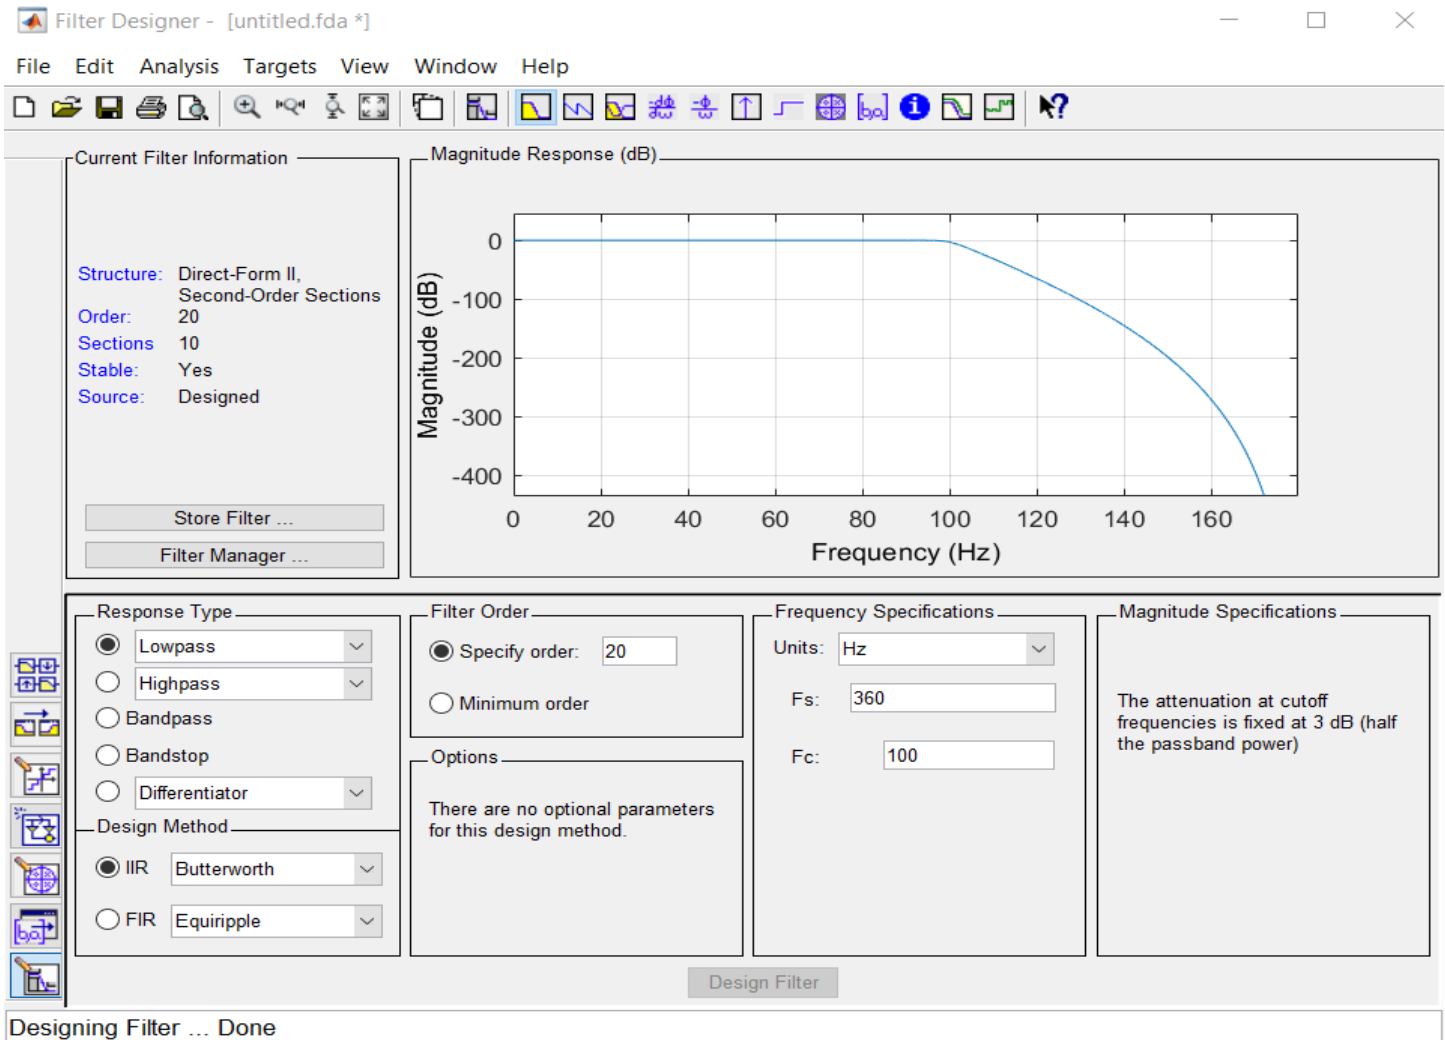 Filter Designer - [untitled.fda *]
File Edit Analysis Targets View Window Help
Current Filter Information
Structure: Direct-Form II,
Second-Order Sections
Order: 20
Sections 10
Stable: Yes
Source: Designed
Store Filter ...
Filter Manager ...
Magnitude Response (dB)
Magnitude (dB)
0
-100
-200
-300
-400
0 20 40 60 80 100 120 140 160
Frequency (Hz)
Response Type
Lowpass
Highpass
Bandpass
Bandstop
Differentiator
Design Method
IIR Butterworth
FIR Equiripple
Filter Order
Specify order: 20
Minimum order
Options
There are no optional parameters
for this design method.
Frequency Specifications
Units: Hz
Fs: 360
Fc: 100
Magnitude Specifications
The attenuation at cutoff
frequencies is fixed at 3 dB (half
the passband power)
Design Filter
Designing Filter ... Done